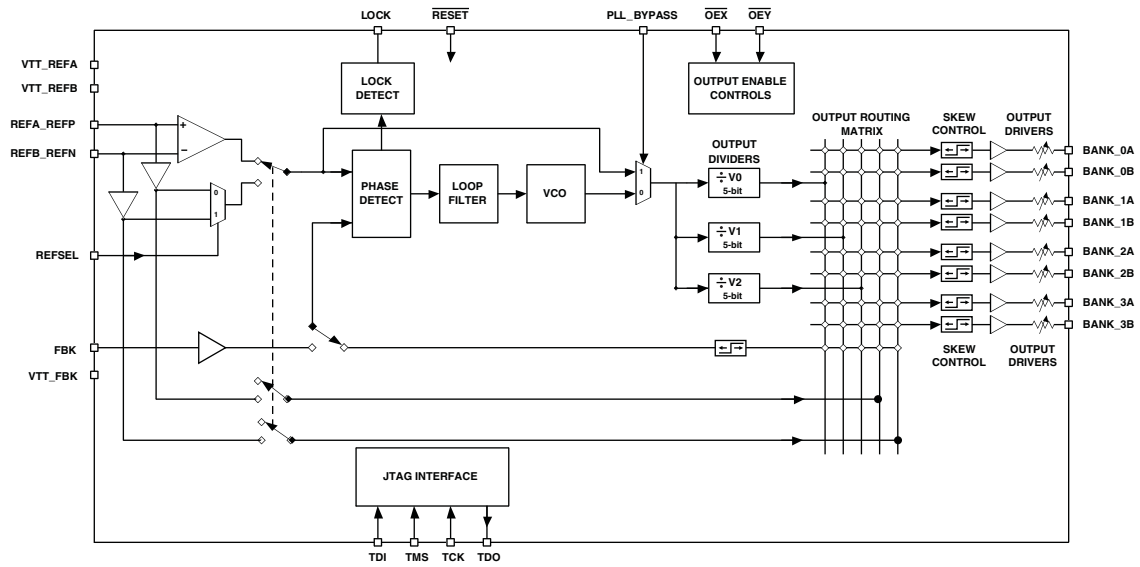 LOCK
RESET
PLL_BYPASS
OEX
OEY
VTT_REFA
VTT_REFB
REFA_REFP
REFB_REFN
REFSEL
FBK
VTT_FBK
+
–
0
1
LOCK
DETECT
PHASE
DETECT
LOOP
FILTER
VCO
1
0
OUTPUT ENABLE
CONTROLS
OUTPUT
DIVIDERS
÷ V0
5-bit
÷ V1
5-bit
÷ V2
5-bit
OUTPUT ROUTING
MATRIX
SKEW
CONTROL
OUTPUT
DRIVERS
BANK_0A
BANK_0B
BANK_1A
BANK_1B
BANK_2A
BANK_2B
BANK_3A
BANK_3B
SKEW
CONTROL
OUTPUT
DRIVERS
JTAG INTERFACE
TDI
TMS
TCK
TDO